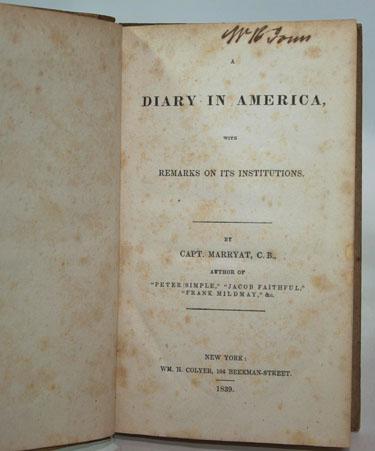 A
DIARY IN AMERICA,
WITH
REMARKS ON ITS INSTITUTIONS.
BY
CAPT. MARRYAT, C. B.,
AUTHOR OF
"PETER SIMPLE," "JACOB FAITHFUL,"
"FRANK MILDMAY," &c.
NEW YORK:
WM. H. COLYER, 104 BEEKMAN-STREET.
1839.